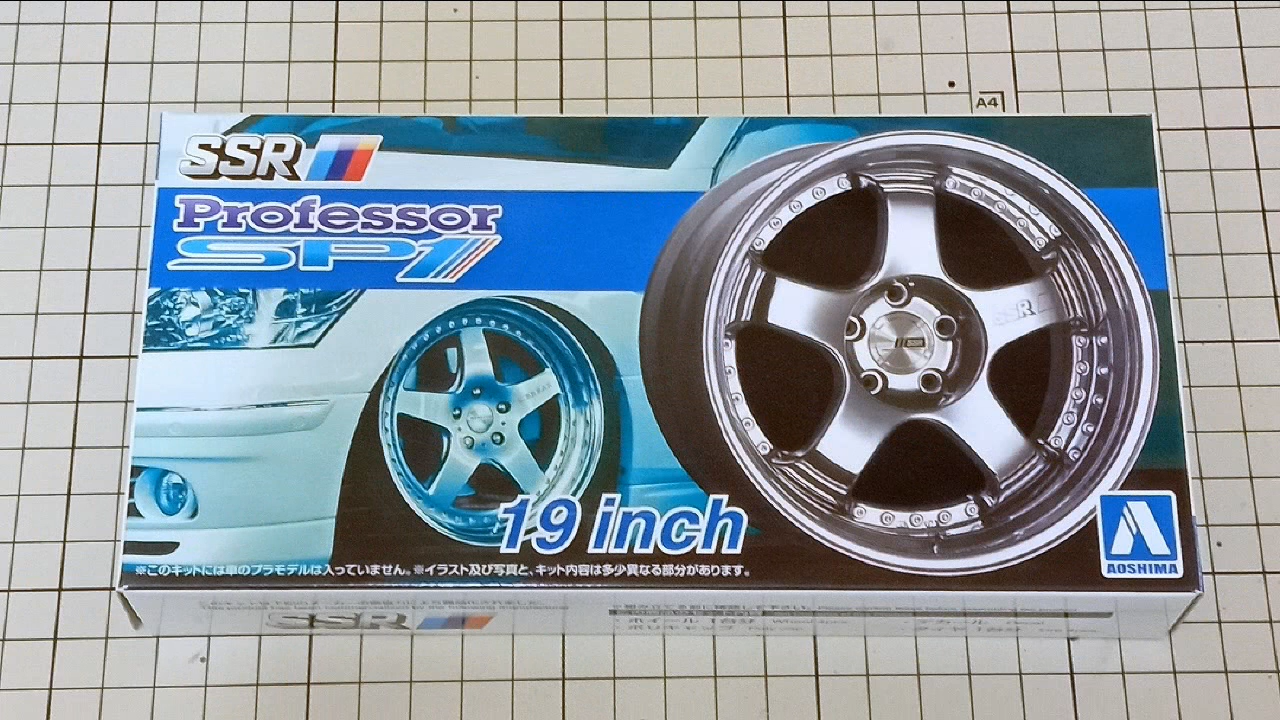 A4
SSR
Professor
SP1
SSR
19 inch
※このキットには車のプラモデルは入っていません。※イラスト及び写真と、キット内容は多少異なる部分があります。
AOSHIMA
SSR